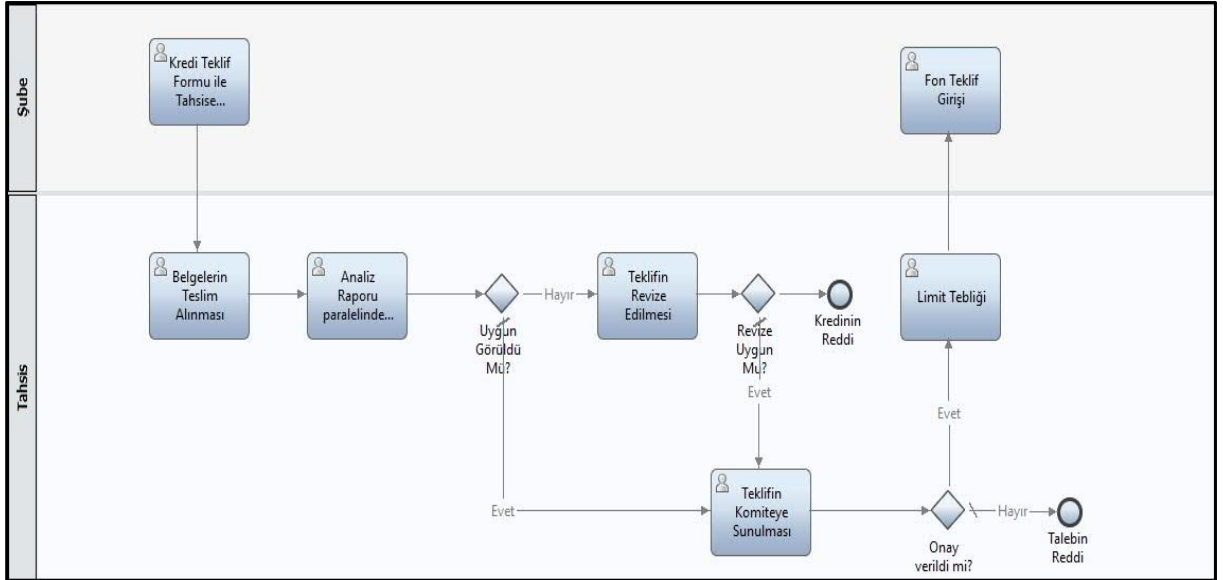 Şube
Kredi Teklif
Formu ile
Tahsise...
Fon Teklif
Girişi
Tahsis
Belgelerin
Teslim
Alınması
Analiz
Raporu
paralelinde...
Uygun
Görüldü
Mü?
Hayır
Teklifin
Revize
Edilmesi
Revize
Uygun
Mu?
Kredinin
Reddi
Limit Tebliği
Evet
Evet
Evet
Teklifin
Komiteye
Sunulması
Onay
verildi mi?
Hayır
Talebin
Reddi